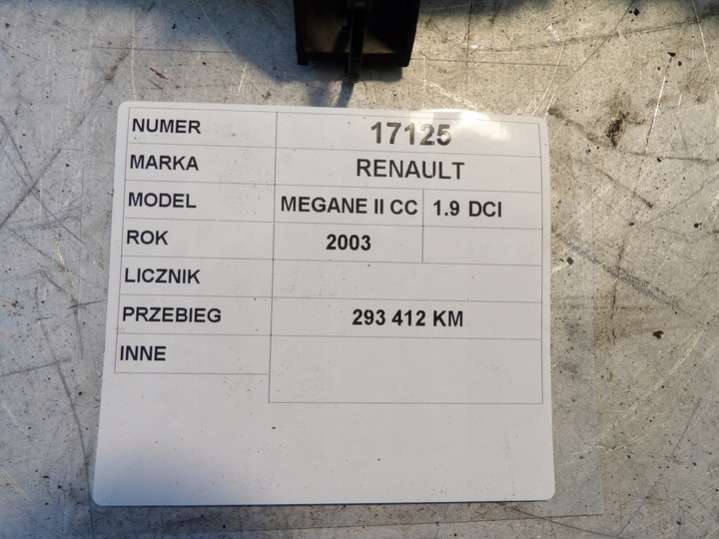 NUMER 17125
MARKA RENAULT
MODEL MEGANE II CC 1.9 DCI
ROK 2003
LICZNIK
PRZEBIEG 293 412 KM
INNE